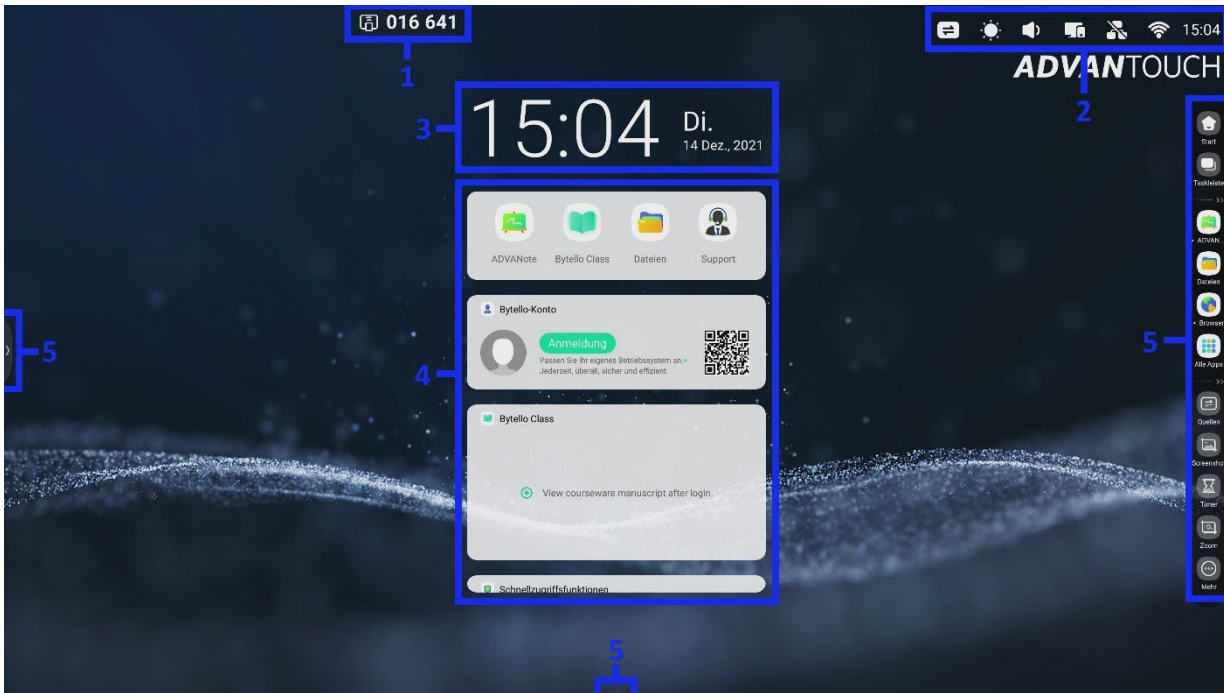 016 641
1
15:04
ADVANTOUCH
2
3
15:04
Di.
14 Dez., 2021
ADVANote
Bytello Class
Dateien
Support
Bytello-Konto
Anmeldung
Passen Sie Ihr eigenes Betriebssystem an.>
Jederzeit, überall, sicher und effizient.
4
Bytello Class
View courseware manuscript after login.
Schnellzugriffsfunktionen
5
5
Start
Taskleiste
ADVAN...
Dateien
Browser
Alle Apps
Quellen
Screensho
Timer
Zoom
Mehr
5